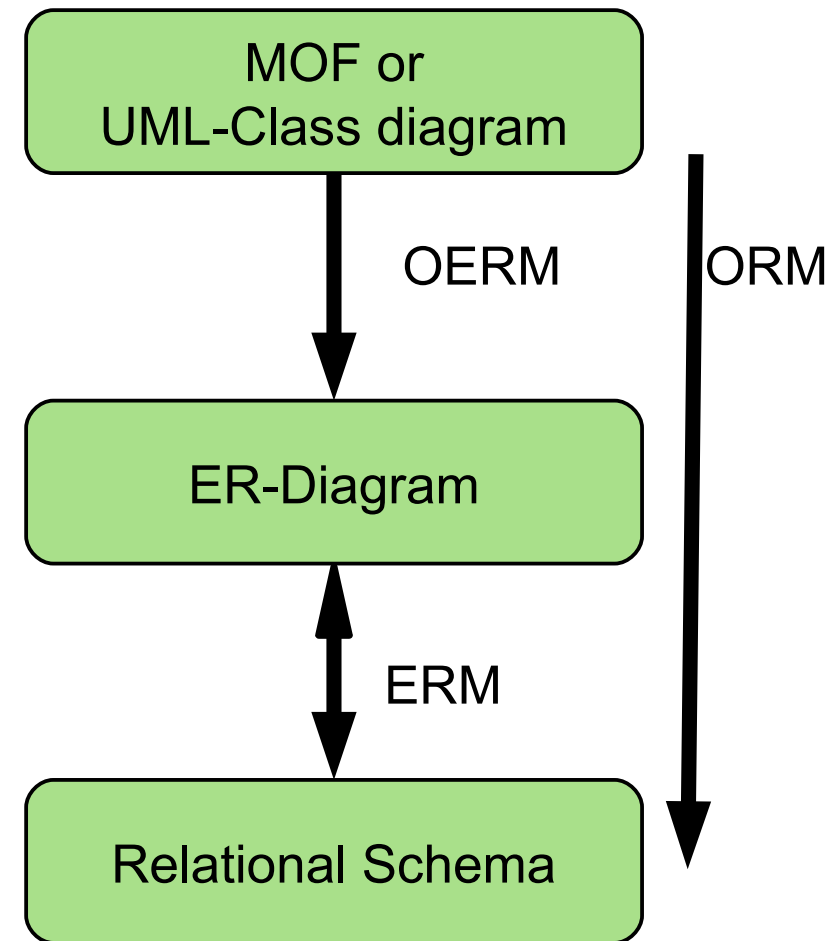 MOF or
UML-Class diagram
OERM
ORM
ER-Diagram
ERM
Relational Schema